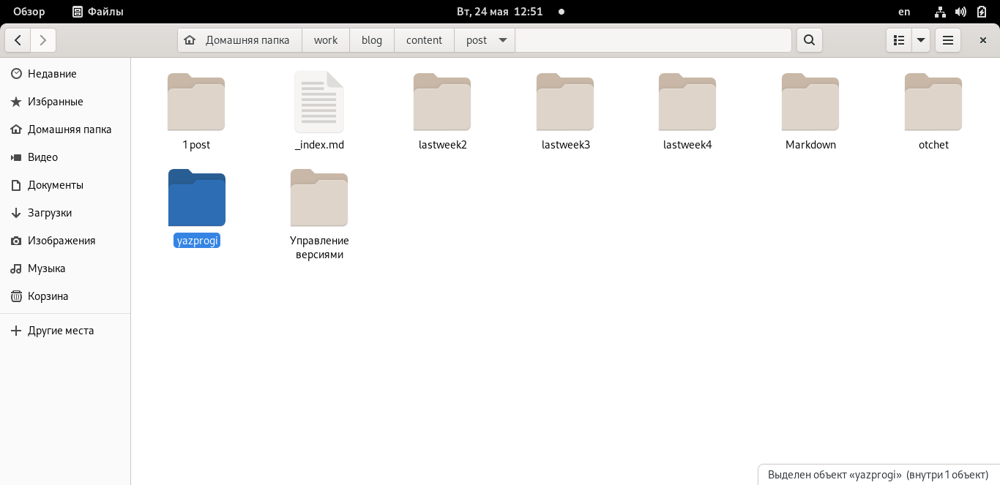 Обзор
Файлы
Вт, 24 мая 12:51
en
Домашняя папка
work
blog
content
post
Недавние
Избранные
Домашняя папка
Видео
Документы
Загрузки
Изображения
Музыка
Корзина
Другие места
1 post
_index.md
lastweek2
lastweek3
lastweek4
Markdown
otchet
yazprogi
Управление
версиями
Выделен объект «yazprogi» (внутри 1 объект)